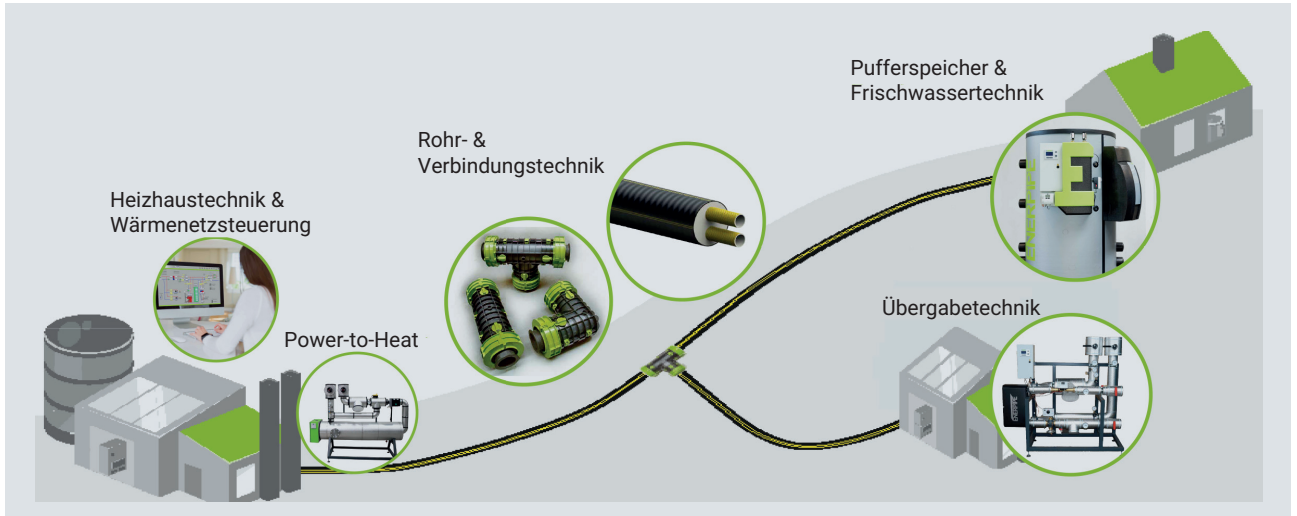 Pufferspeicher &
Frischwassertechnik
Rohr- &
Verbindungstechnik
Heizhaustechnik &
Wärmenetzsteuerung
Übergabetechnik
Power-to-Heat